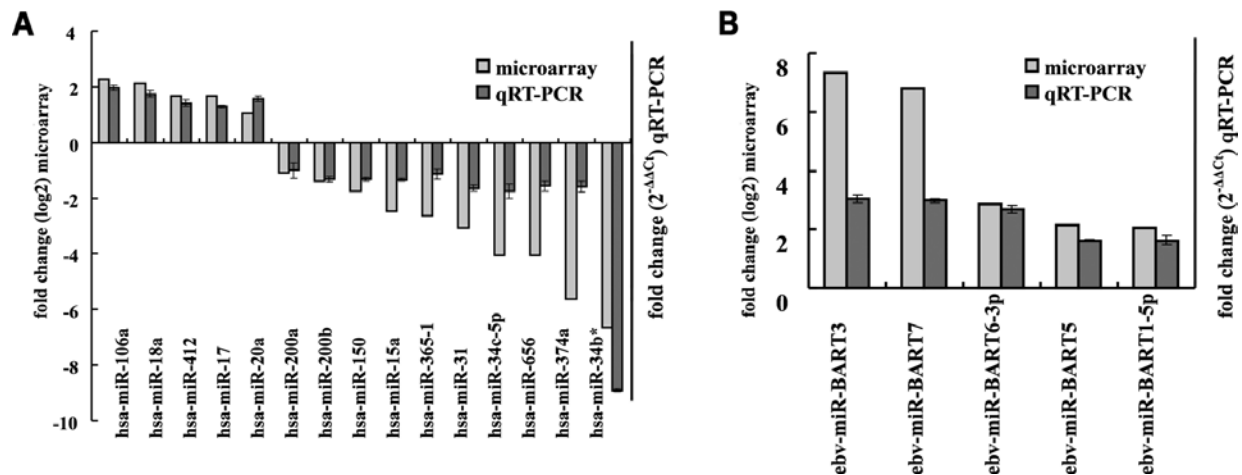 A
fold change (log2) microarray
4
2
0
-2
-4
-6
-8
-10
microarray
qRT-PCR
hsa-miR-106a
hsa-miR-18a
hsa-miR-412
hsa-miR-17
hsa-miR-20a
hsa-miR-200a
hsa-miR-200b
hsa-miR-150
hsa-miR-15a
hsa-miR-365-1
hsa-miR-31
hsa-miR-34c-5p
hsa-miR-656
hsa-miR-374a
hsa-miR-34b*
fold change (2-ΔΔCt) qRT-PCR
B
fold change (log2) microarray
8
6
4
2
0
microarray
qRT-PCR
ebv-miR-BART3
ebv-miR-BART7
ebv-miR-BART6-3p
ebv-miR-BART5
ebv-miR-BART1-5p
fold change (2-ΔΔCt) qRT-PCR